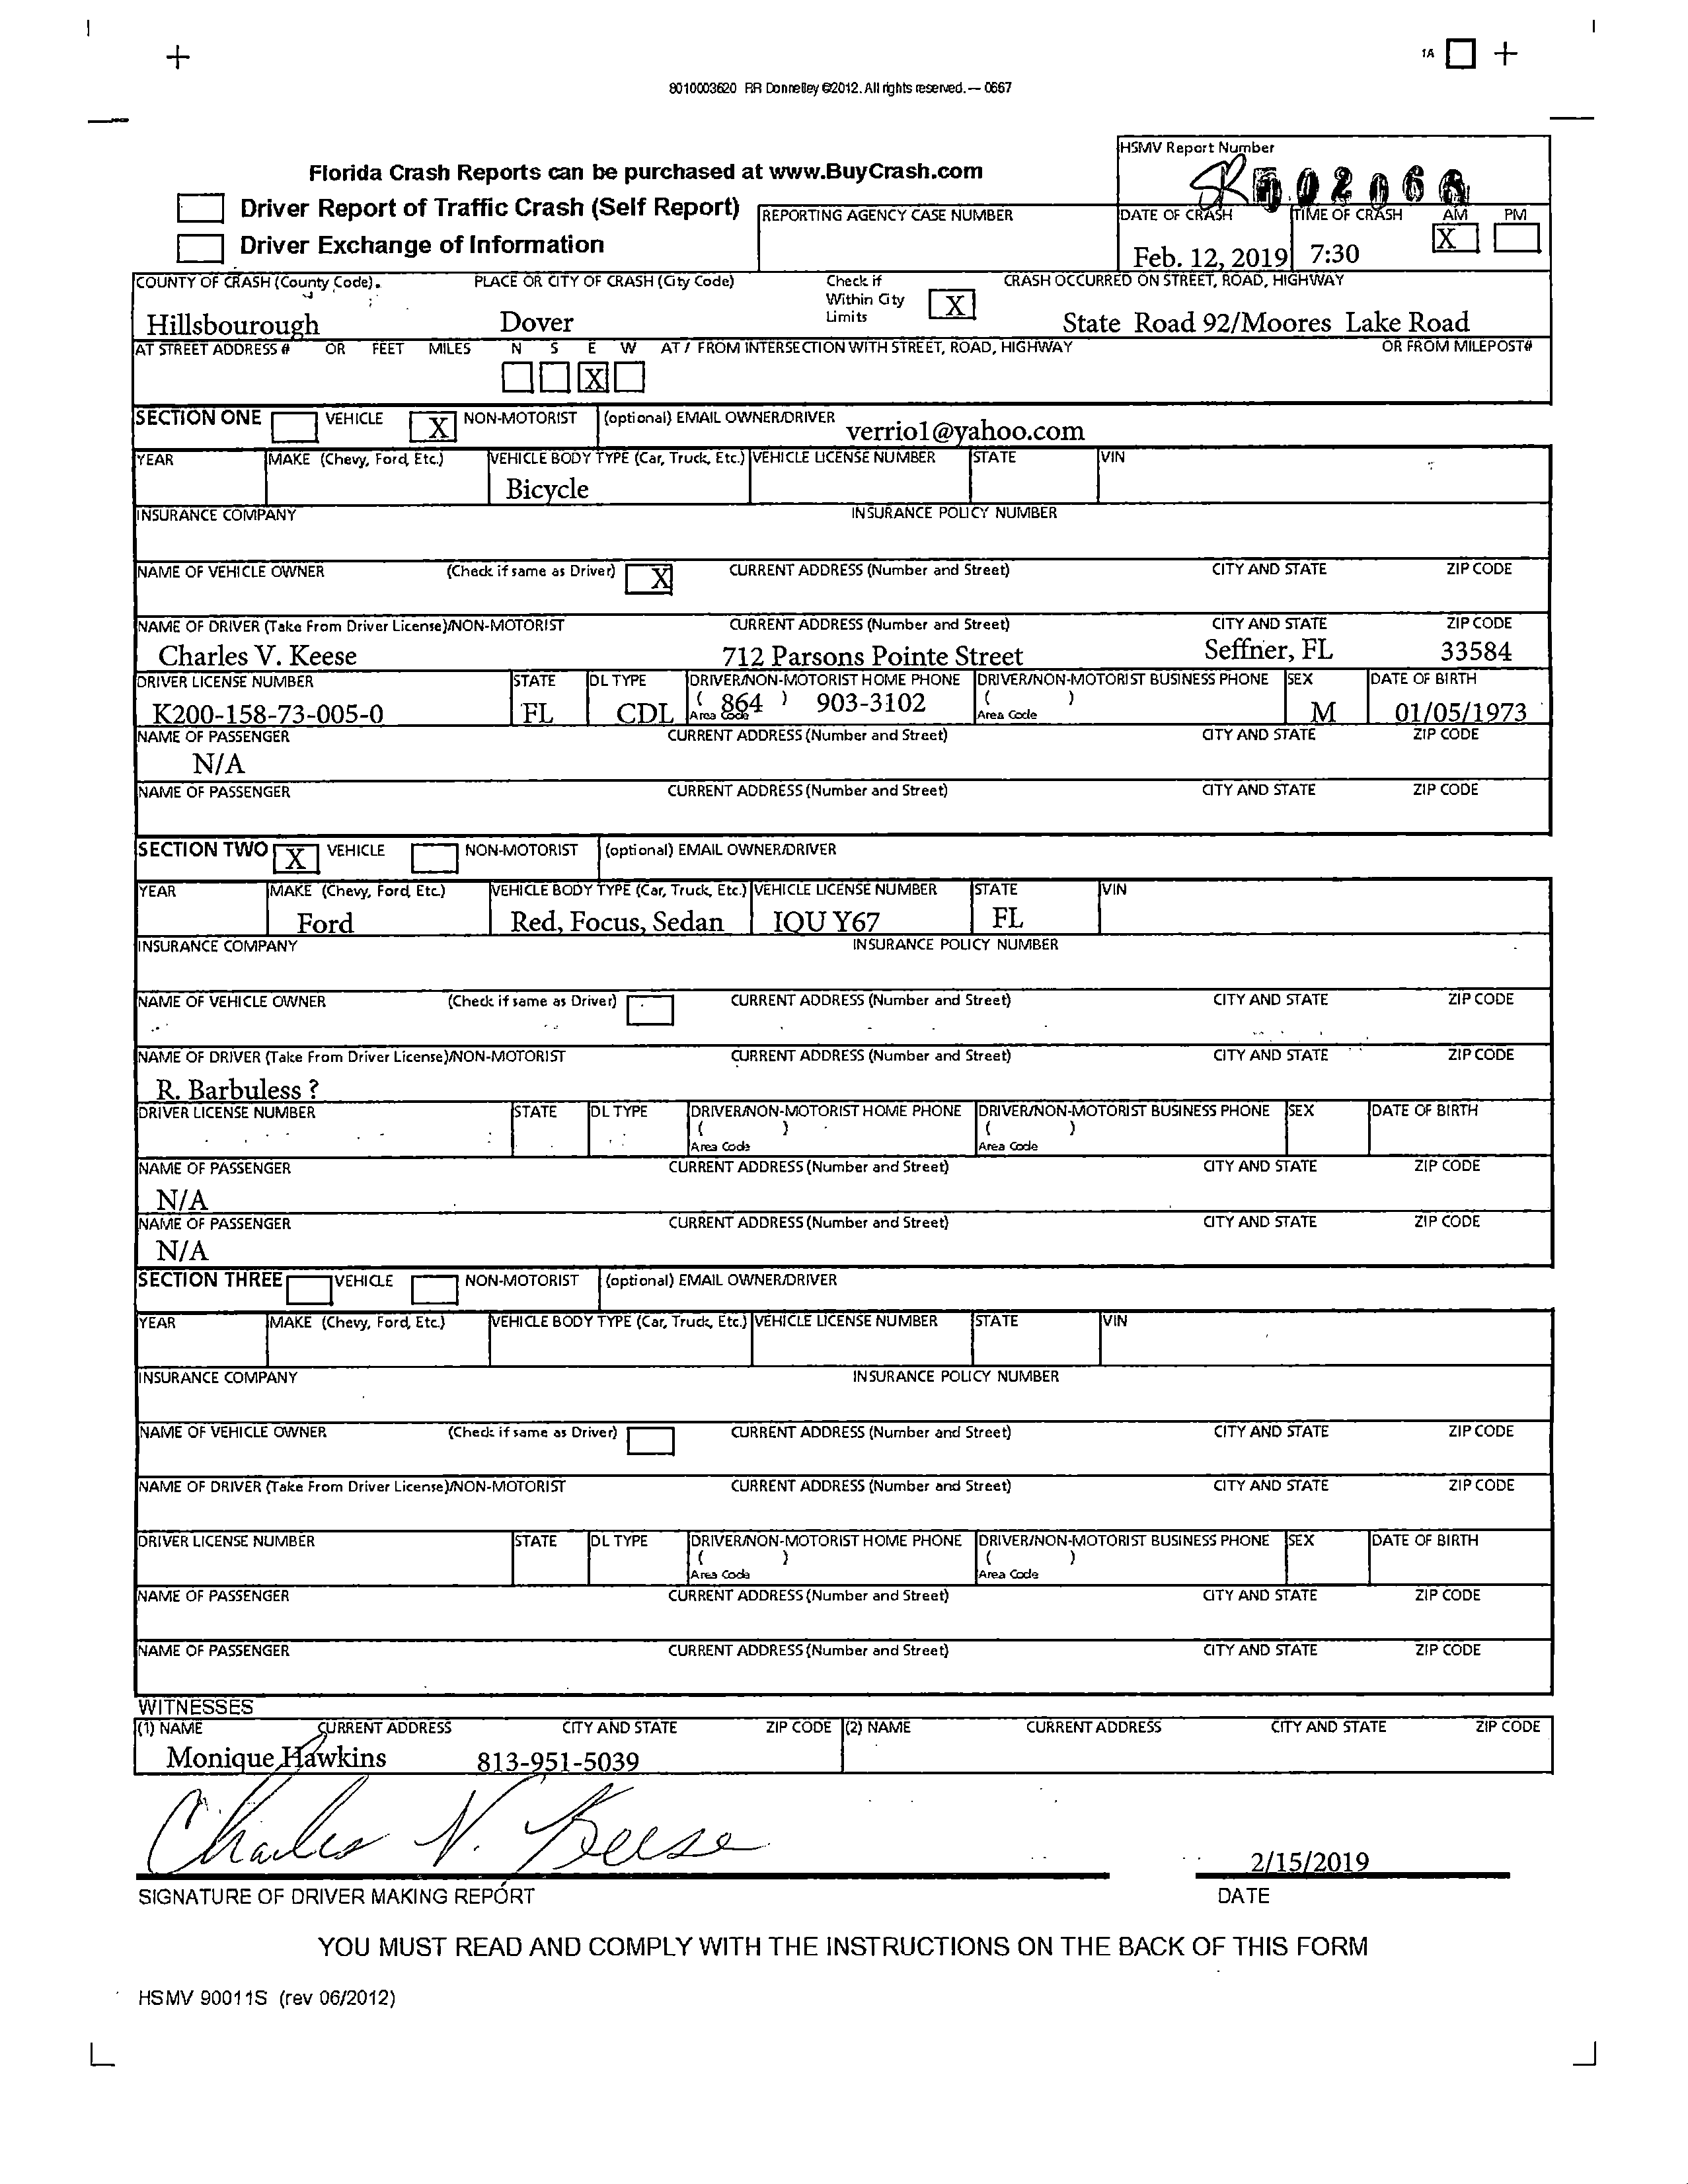 1A
8010003620 RR Donnelley ©2012. All rights reserved. — 0667
HSMV Report Number
Florida Crash Reports can be purchased at www.BuyCrash.com
Driver Report of Traffic Crash (Self Report)
REPORTING AGENCY CASE NUMBER
DATE OF CRASH TIME OF CRASH AM PM
Driver Exchange of Information
Feb. 12, 2019 7:30 X
COUNTY OF CRASH (County Code). PLACE OR CITY OF CRASH (City Code) Check if Within City Limits X CRASH OCCURRED ON STREET, ROAD, HIGHWAY
Hillsbourough Dover State Road 92/Moores Lake Road
AT STREET ADDRESS # OR FEET MILES N S E W AT / FROM INTERSECTION WITH STREET, ROAD, HIGHWAY OR FROM MILEPOST#
X
SECTION ONE VEHICLE X NON-MOTORIST (optional) EMAIL OWNER/DRIVER verrio1@yahoo.com
YEAR MAKE (Chevy, Ford, Etc.) VEHICLE BODY TYPE (Car, Truck, Etc.) VEHICLE LICENSE NUMBER STATE VIN
Bicycle
INSURANCE COMPANY INSURANCE POLICY NUMBER
NAME OF VEHICLE OWNER (Check if same as Driver) X CURRENT ADDRESS (Number and Street) CITY AND STATE ZIP CODE
NAME OF DRIVER (Take From Driver License)/NON-MOTORIST CURRENT ADDRESS (Number and Street) CITY AND STATE ZIP CODE
Charles V. Keese 712 Parsons Pointe Street Seffner, FL 33584
DRIVER LICENSE NUMBER STATE DL TYPE DRIVER/NON-MOTORIST HOME PHONE DRIVER/NON-MOTORIST BUSINESS PHONE SEX DATE OF BIRTH
K200-158-73-005-0 FL CDL ( 864 ) 903-3102 ( ) M 01/05/1973
Area Code Area Code
NAME OF PASSENGER CURRENT ADDRESS (Number and Street) CITY AND STATE ZIP CODE
N/A
NAME OF PASSENGER CURRENT ADDRESS (Number and Street) CITY AND STATE ZIP CODE
SECTION TWO X VEHICLE NON-MOTORIST (optional) EMAIL OWNER/DRIVER
YEAR MAKE (Chevy, Ford, Etc.) VEHICLE BODY TYPE (Car, Truck, Etc.) VEHICLE LICENSE NUMBER STATE VIN
Ford Red, Focus, Sedan IQU Y67 FL
INSURANCE COMPANY INSURANCE POLICY NUMBER
NAME OF VEHICLE OWNER (Check if same as Driver) CURRENT ADDRESS (Number and Street) CITY AND STATE ZIP CODE
NAME OF DRIVER (Take From Driver License)/NON-MOTORIST CURRENT ADDRESS (Number and Street) CITY AND STATE ZIP CODE
R. Barbuless ?
DRIVER LICENSE NUMBER STATE DL TYPE DRIVER/NON-MOTORIST HOME PHONE DRIVER/NON-MOTORIST BUSINESS PHONE SEX DATE OF BIRTH
( ) ( )
Area Code Area Code
NAME OF PASSENGER CURRENT ADDRESS (Number and Street) CITY AND STATE ZIP CODE
N/A
NAME OF PASSENGER CURRENT ADDRESS (Number and Street) CITY AND STATE ZIP CODE
N/A
SECTION THREE VEHICLE NON-MOTORIST (optional) EMAIL OWNER/DRIVER
YEAR MAKE (Chevy, Ford, Etc.) VEHICLE BODY TYPE (Car, Truck, Etc.) VEHICLE LICENSE NUMBER STATE VIN
INSURANCE COMPANY INSURANCE POLICY NUMBER
NAME OF VEHICLE OWNER (Check if same as Driver) CURRENT ADDRESS (Number and Street) CITY AND STATE ZIP CODE
NAME OF DRIVER (Take From Driver License)/NON-MOTORIST CURRENT ADDRESS (Number and Street) CITY AND STATE ZIP CODE
DRIVER LICENSE NUMBER STATE DL TYPE DRIVER/NON-MOTORIST HOME PHONE DRIVER/NON-MOTORIST BUSINESS PHONE SEX DATE OF BIRTH
( ) ( )
Area Code Area Code
NAME OF PASSENGER CURRENT ADDRESS (Number and Street) CITY AND STATE ZIP CODE
NAME OF PASSENGER CURRENT ADDRESS (Number and Street) CITY AND STATE ZIP CODE
WITNESSES
(1) NAME CURRENT ADDRESS CITY AND STATE ZIP CODE (2) NAME CURRENT ADDRESS CITY AND STATE ZIP CODE
Monique Hawkins 813-951-5039
Charles V. Keese
2/15/2019
SIGNATURE OF DRIVER MAKING REPORT DATE
YOU MUST READ AND COMPLY WITH THE INSTRUCTIONS ON THE BACK OF THIS FORM
HSMV 90011S (rev 06/2012)